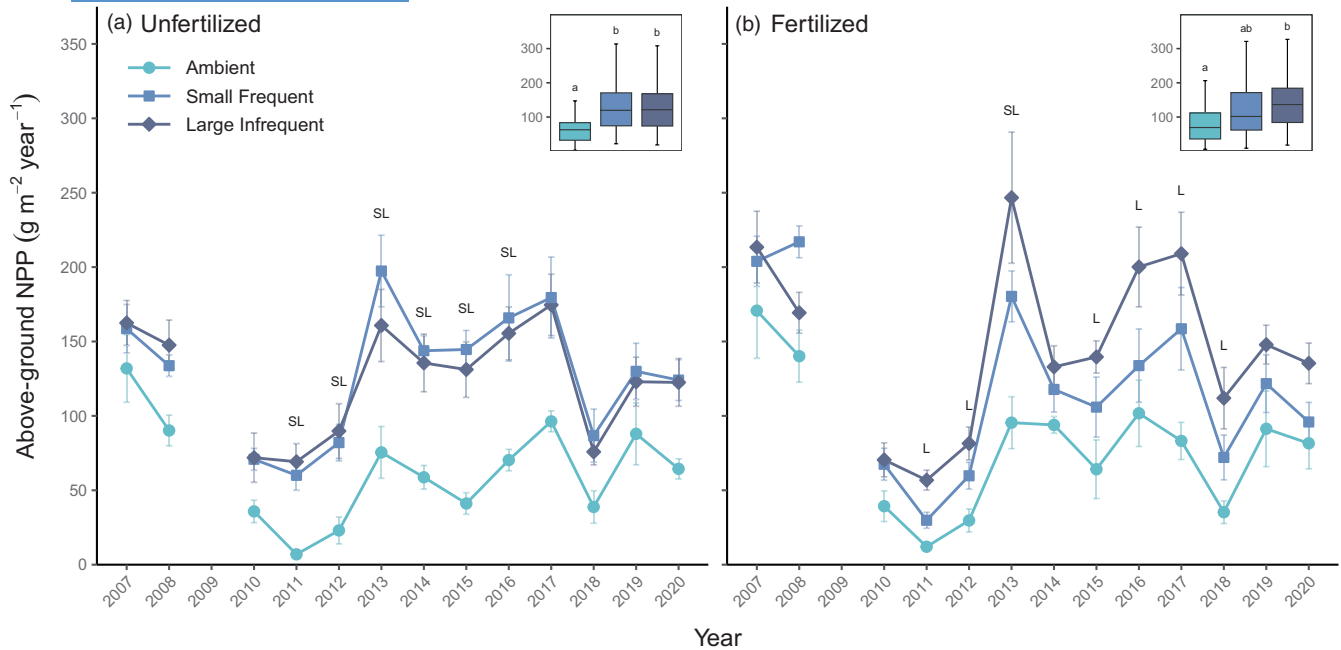 (a) Unfertilized
Ambient
Small Frequent
Large Infrequent
a
b
b
300
200
100
SL
SL
SL
SL
SL
SL
350
300
250
200
150
100
50
0
Above-ground NPP (g m⁻² year⁻¹)
2007
2008
2009
2010
2011
2012
2013
2014
2015
2016
2017
2018
2019
2020
(b) Fertilized
a
ab
b
300
200
100
L
L
SL
L
L
L
L
2007
2008
2009
2010
2011
2012
2013
2014
2015
2016
2017
2018
2019
2020
Year